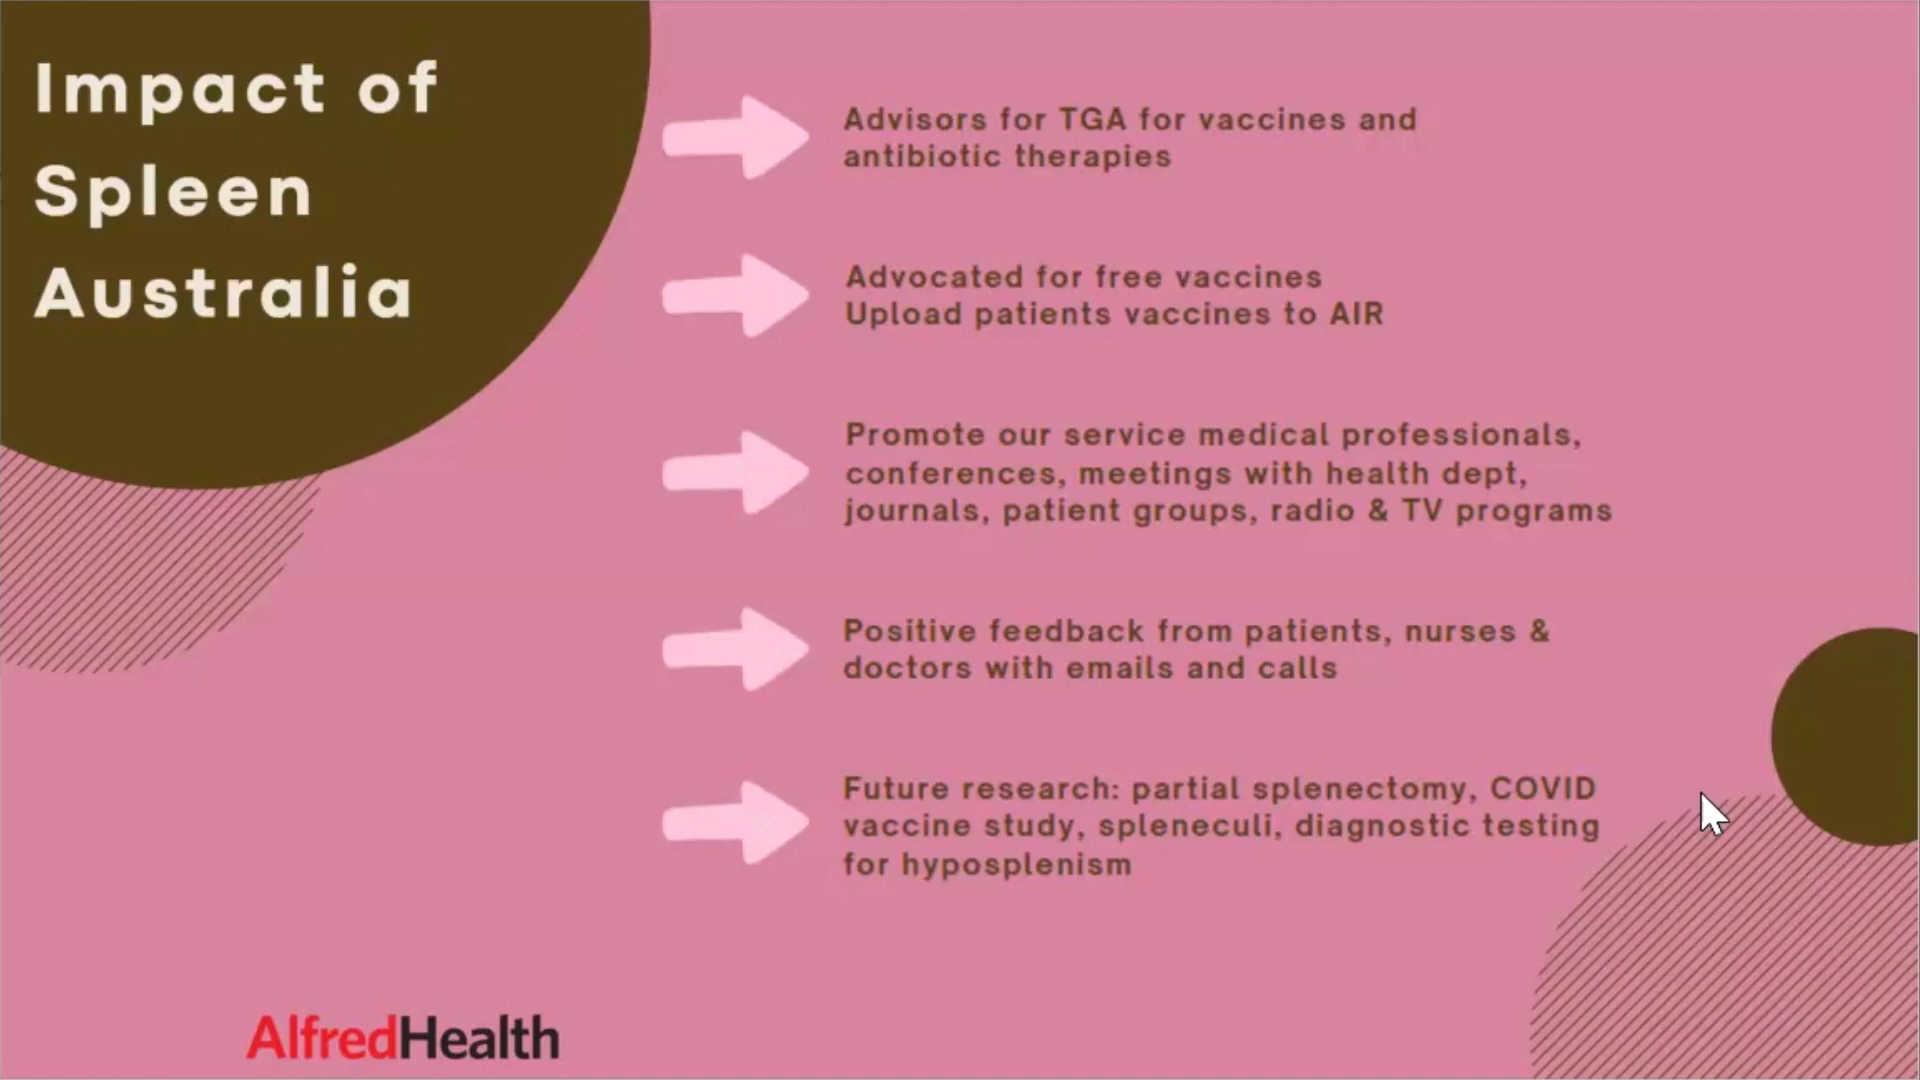 Impact of
Spleen
Australia
Advisors for TGA for vaccines and
antibiotic therapies
Advocated for free vaccines
Upload patients vaccines to AIR
Promote our service medical professionals,
conferences, meetings with health dept,
journals, patient groups, radio & TV programs
Positive feedback from patients, nurses &
doctors with emails and calls
Future research: partial splenectomy, COVID
vaccine study, spleneculi, diagnostic testing
for hyposplenism
AlfredHealth